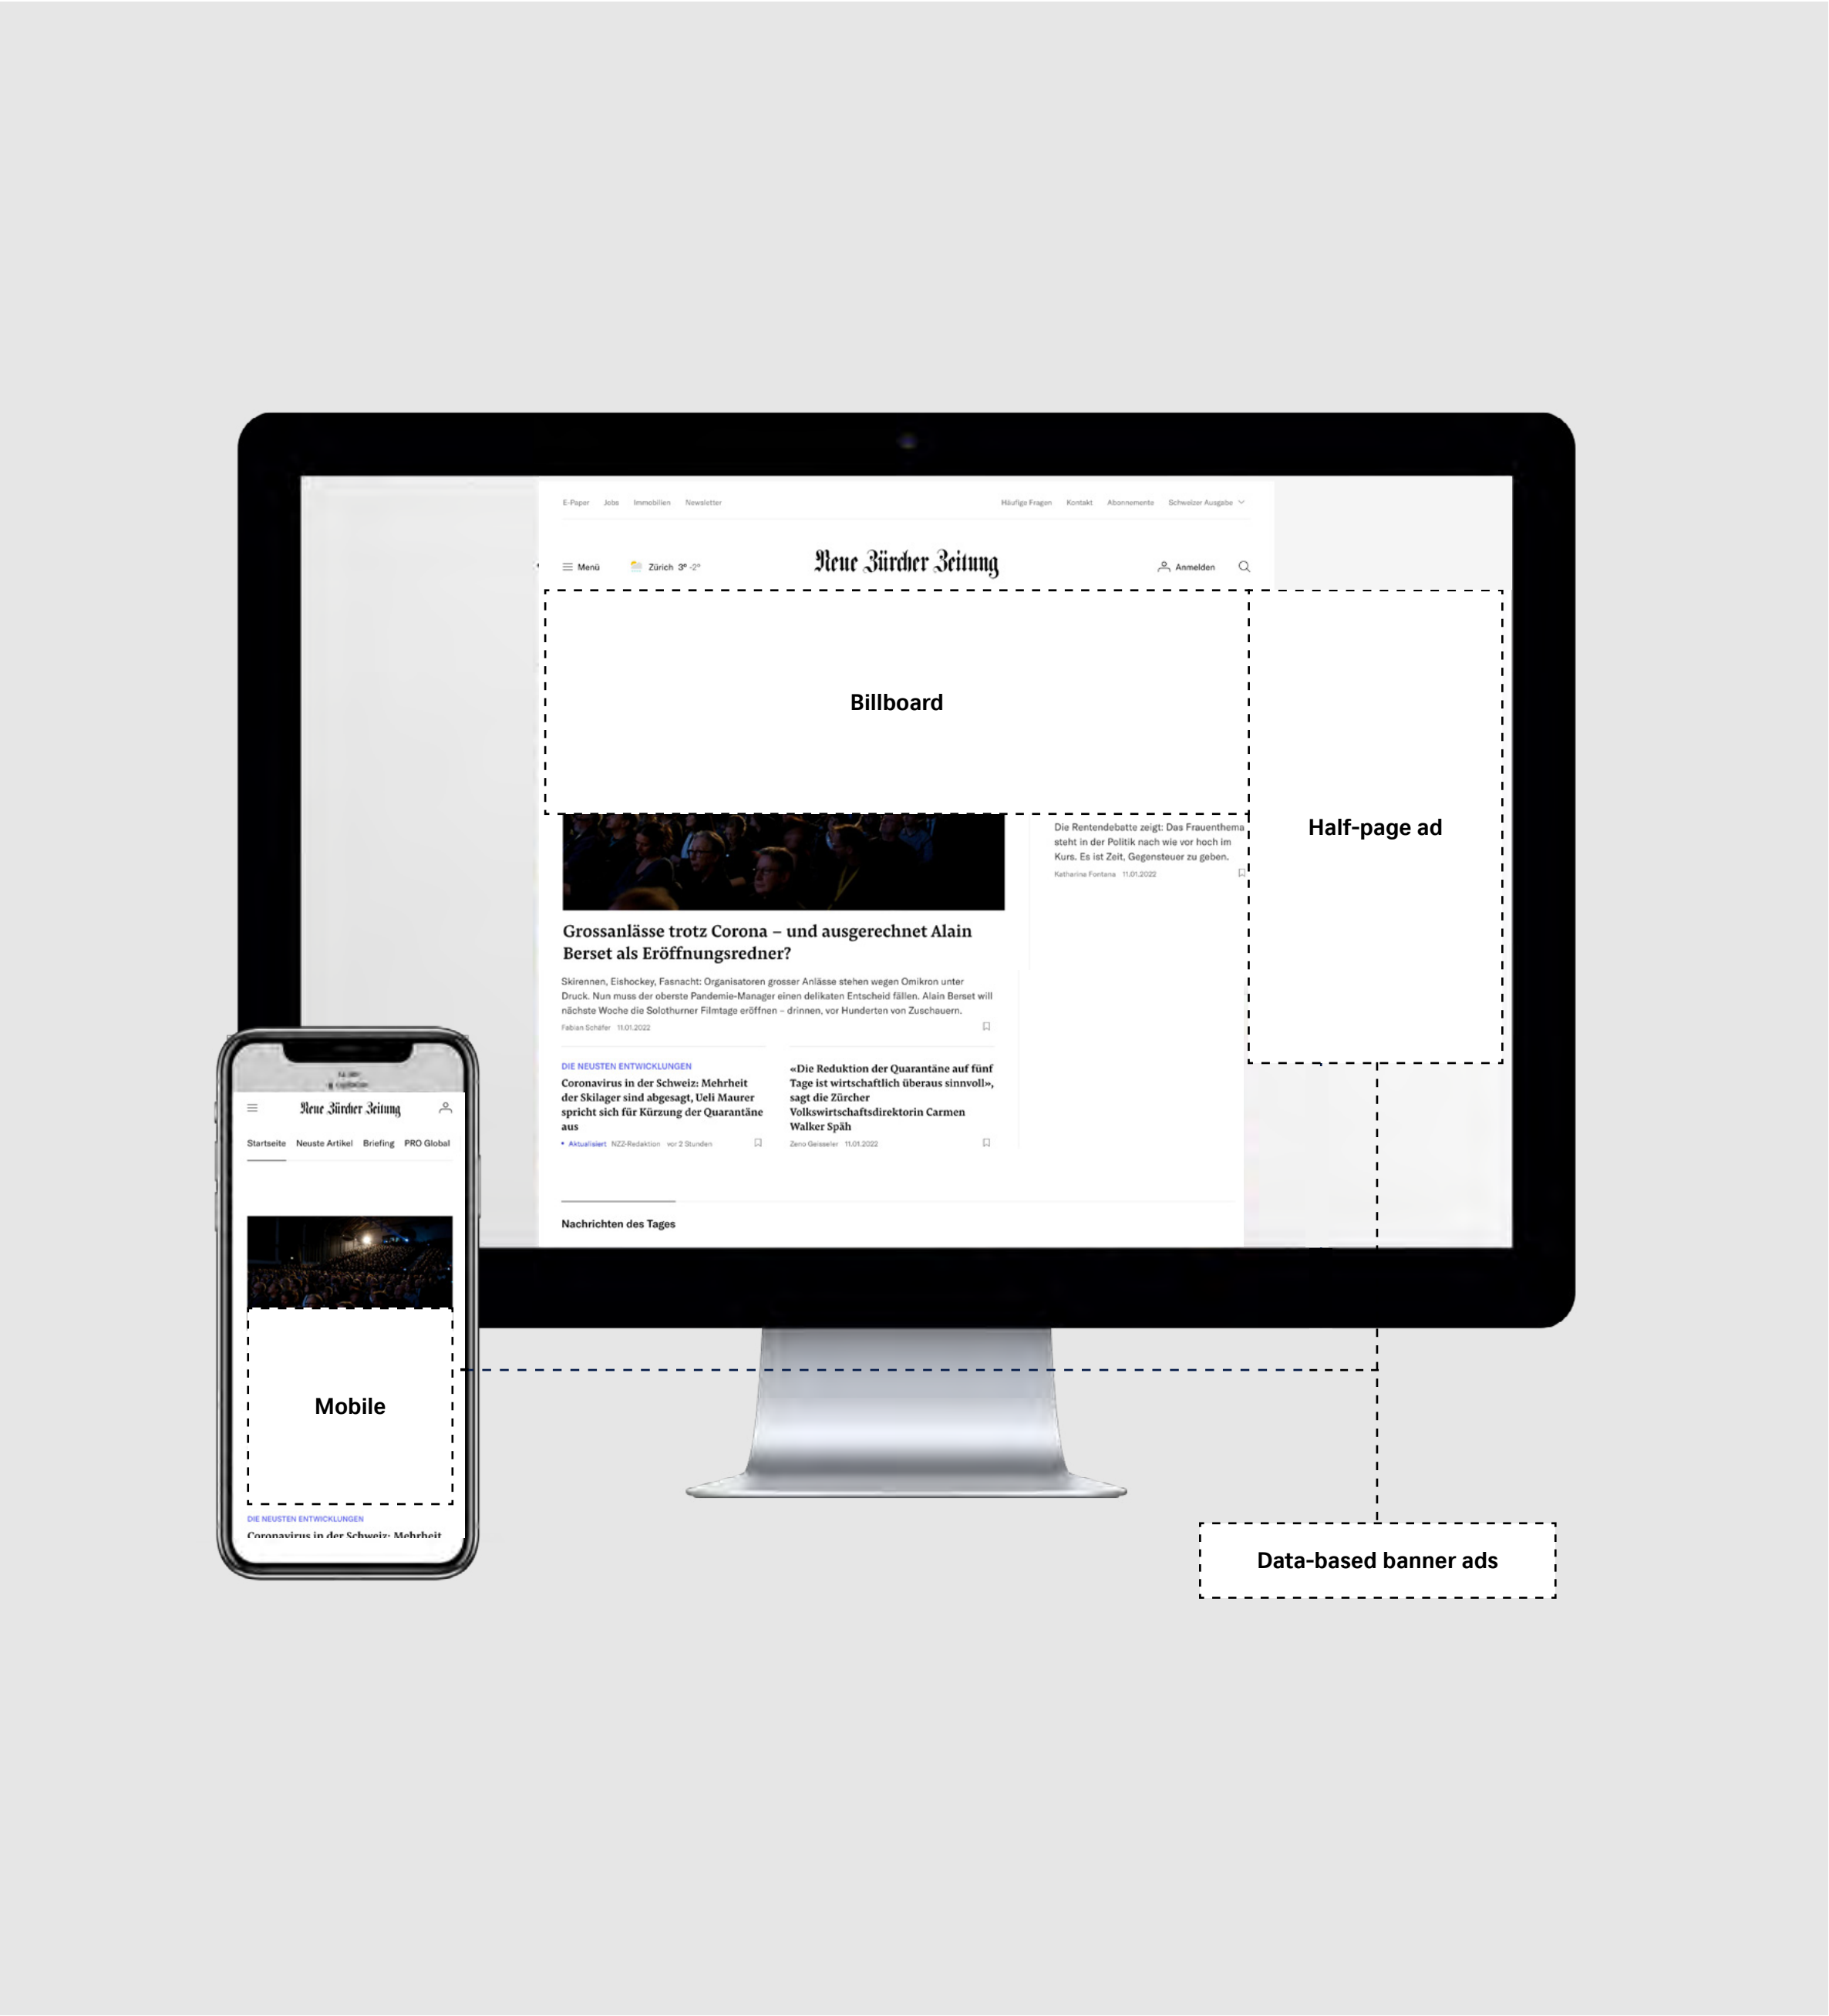 E-Paper Jobs Immobilien Newsletter Häufige Fragen Kontakt Abonnemente Schweizer Ausgabe
Menü Zürich 3° -2° Neue Zürcher Zeitung Anmelden
Billboard
Half-page ad
Die Rentendebatte zeigt: Das Frauenthema
steht in der Politik nach wie vor hoch im
Kurs. Es ist Zeit, Gegensteuer zu geben.
Katharina Fontana 11.01.2022
Grossanlässe trotz Corona – und ausgerechnet Alain
Berset als Eröffnungsredner?
Skirennen, Eishockey, Fasnacht: Organisatoren grosser Anlässe stehen wegen Omikron unter
Druck. Nun muss der oberste Pandemie-Manager einen delikaten Entscheid fällen. Alain Berset will
nächste Woche die Solothurner Filmtage eröffnen – drinnen, vor Hunderten von Zuschauern.
Fabian Schäfer 11.01.2022
DIE NEUSTEN ENTWICKLUNGEN
Coronavirus in der Schweiz: Mehrheit
der Skilager sind abgesagt, Ueli Maurer
spricht sich für Kürzung der Quarantäne
aus
• Aktualisiert NZZ-Redaktion vor 2 Stunden
«Die Reduktion der Quarantäne auf fünf
Tage ist wirtschaftlich überaus sinnvoll»,
sagt die Zürcher
Volkswirtschaftsdirektorin Carmen
Walker Späh
Zeno Geisseler 11.01.2022
Nachrichten des Tages
Neue Zürcher Zeitung
Startseite Neuste Artikel Briefing PRO Global
Mobile
DIE NEUSTEN ENTWICKLUNGEN
Coronavirus in der Schweiz: Mehrheit
Data-based banner ads